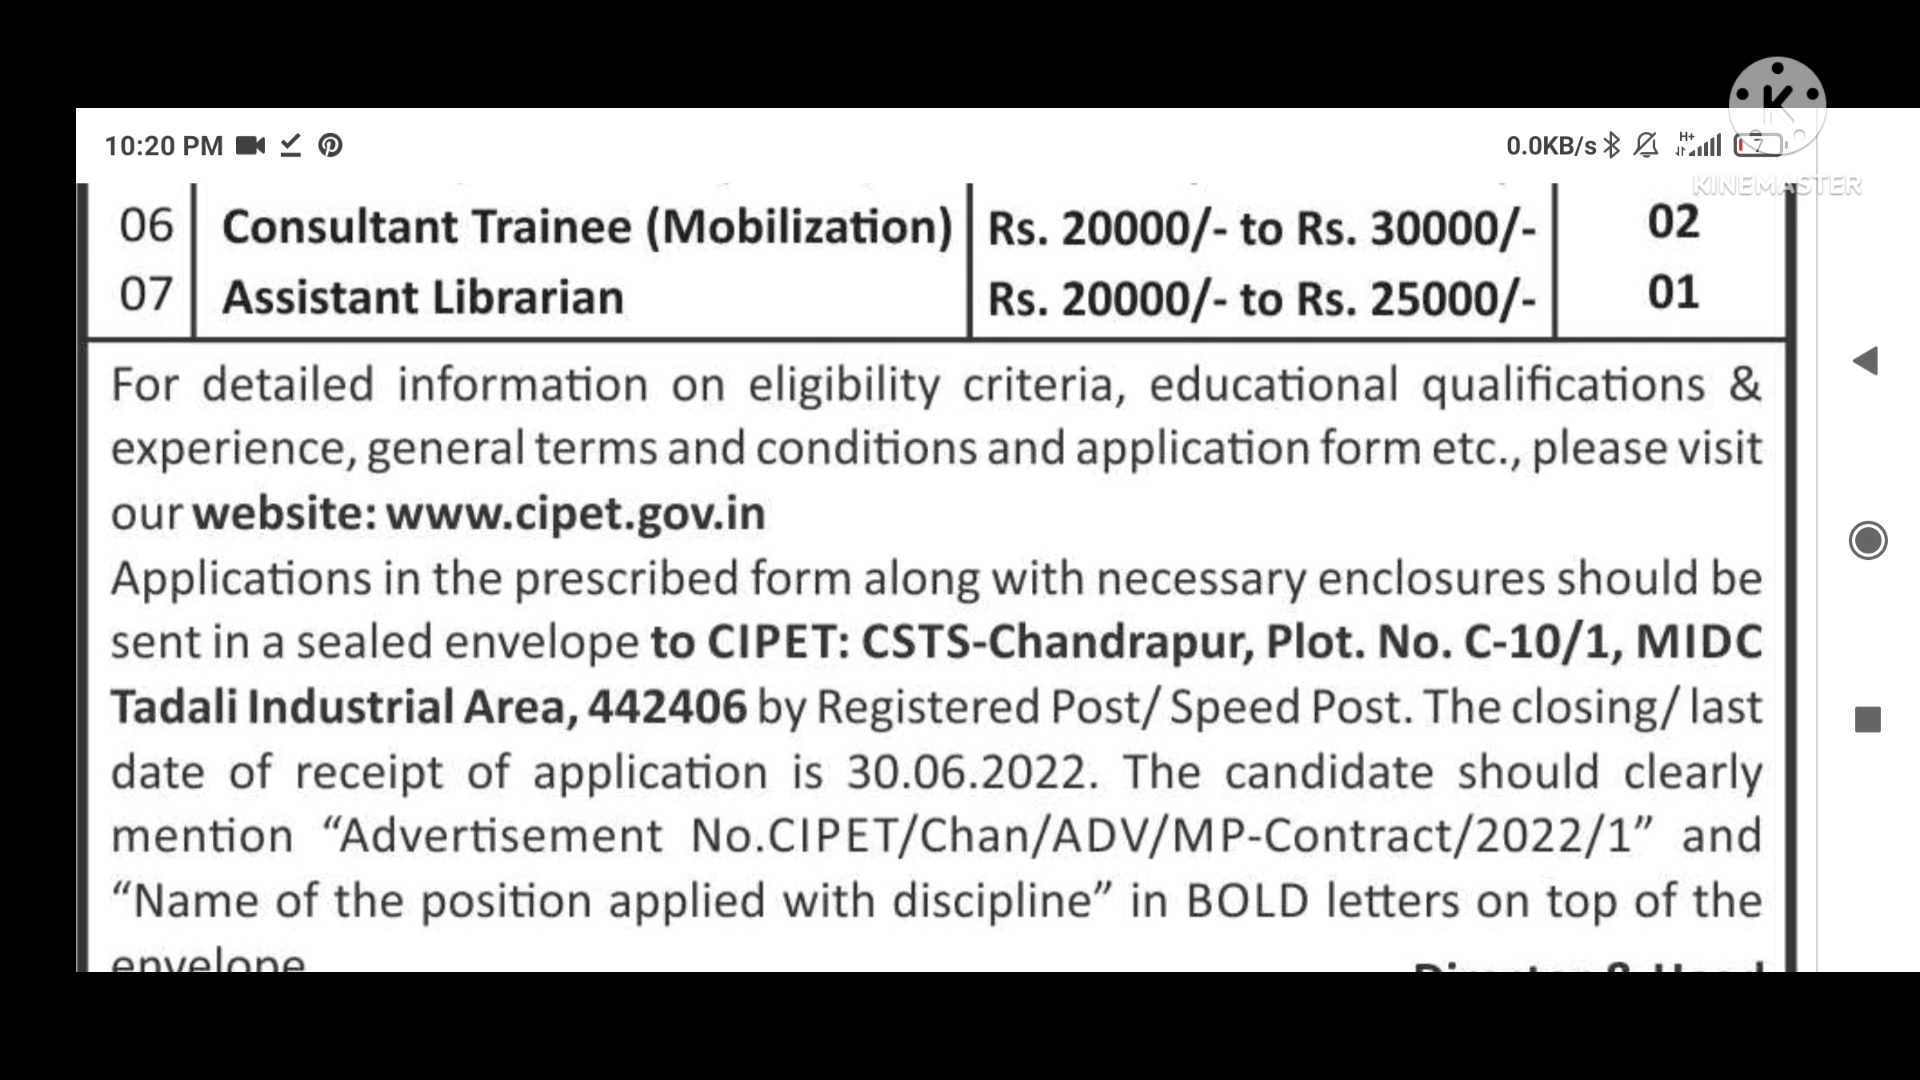 10:20 PM
0.0KB/s H+ 7
KINEMASTER
06 Consultant Trainee (Mobilization) Rs. 20000/- to Rs. 30000/- 02
07 Assistant Librarian Rs. 20000/- to Rs. 25000/- 01
For detailed information on eligibility criteria, educational qualifications &
experience, general terms and conditions and application form etc., please visit
our website: www.cipet.gov.in
Applications in the prescribed form along with necessary enclosures should be
sent in a sealed envelope to CIPET: CSTS-Chandrapur, Plot. No. C-10/1, MIDC
Tadali Industrial Area, 442406 by Registered Post/ Speed Post. The closing/ last
date of receipt of application is 30.06.2022. The candidate should clearly
mention “Advertisement No.CIPET/Chan/ADV/MP-Contract/2022/1” and
“Name of the position applied with discipline” in BOLD letters on top of the
envelope